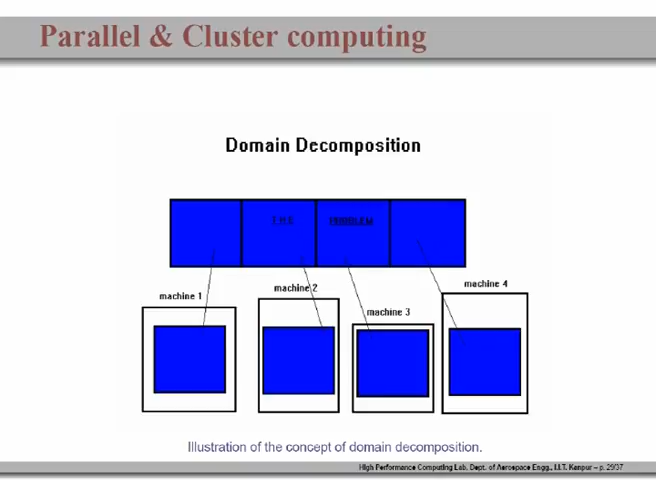 Parallel & Cluster computing
Domain Decomposition
THE PROBLEM
machine 1
machine 2
machine 3
machine 4
Illustration of the concept of domain decomposition.
High Performance Computing Lab. Dept. of Aerospace Engg., I.I.T. Kanpur – p. 29/37